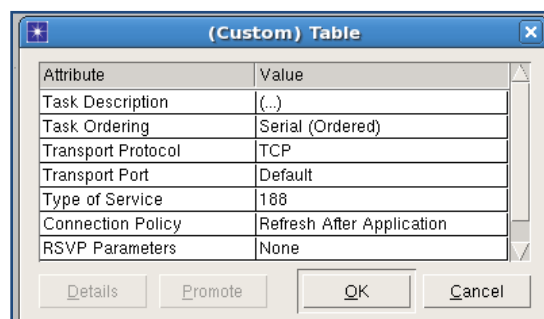 (Custom) Table
Attribute Value
Task Description (...)
Task Ordering Serial (Ordered)
Transport Protocol TCP
Transport Port Default
Type of Service 188
Connection Policy Refresh After Application
RSVP Parameters None
Details Promote OK Cancel